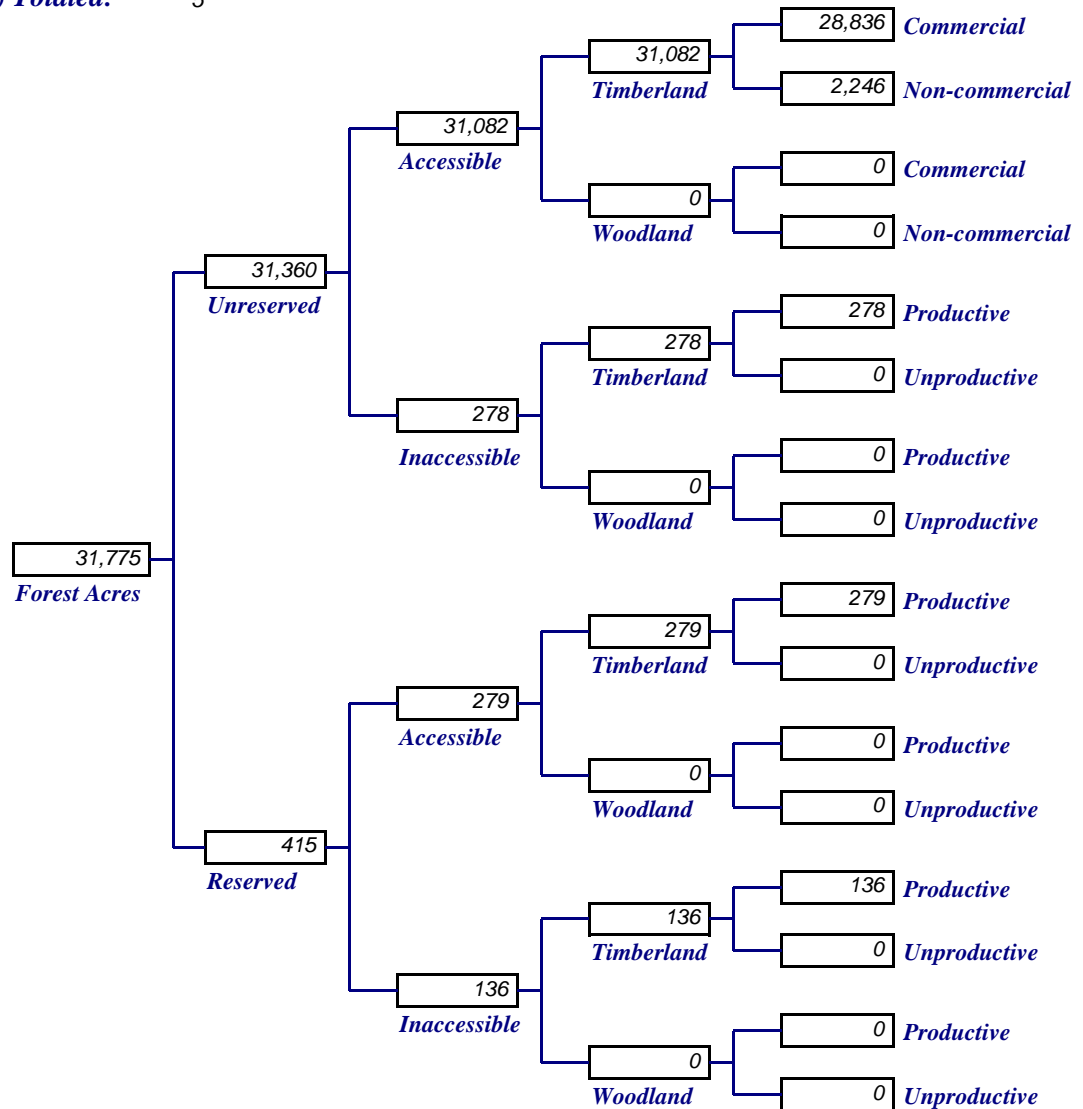 Totaled: 5
28,836 Commercial
31,082
Timberland
2,246 Non-commercial
31,082
Accessible
0 Commercial
0
Woodland
0 Non-commercial
31,360
Unreserved
278 Productive
278
Timberland
0 Unproductive
278
Inaccessible
0 Productive
0
Woodland
0 Unproductive
31,775
Forest Acres
279 Productive
279
Timberland
0 Unproductive
279
Accessible
0 Productive
0
Woodland
0 Unproductive
415
Reserved
136 Productive
136
Timberland
0 Unproductive
136
Inaccessible
0 Productive
0
Woodland
0 Unproductive